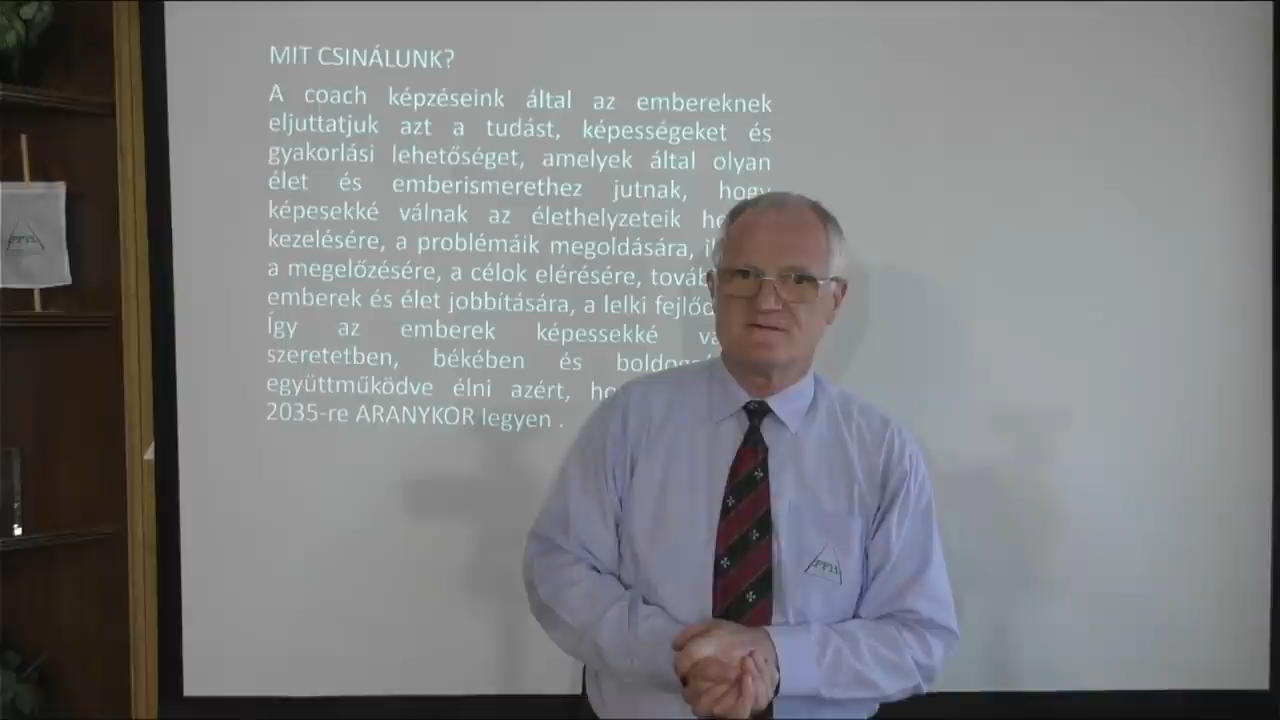 MIT CSINÁLUNK?
A coach képzéseink által az embereknek
eljuttatjuk azt a tudást, képességeket és
gyakorlási lehetőséget, amelyek által olyan
élet és emberismerethez jutnak, hogy
képesekké válnak az élethelyzeteik
kezelésére, a problémáik megoldására,
a megelőzésére, a célok elérésére,
emberek és élet jobbítására, a lelki
Így az emberek képessekké
szeretetben, békében és
együttműködve élni azért,
2035-re ARANYKOR legyen .